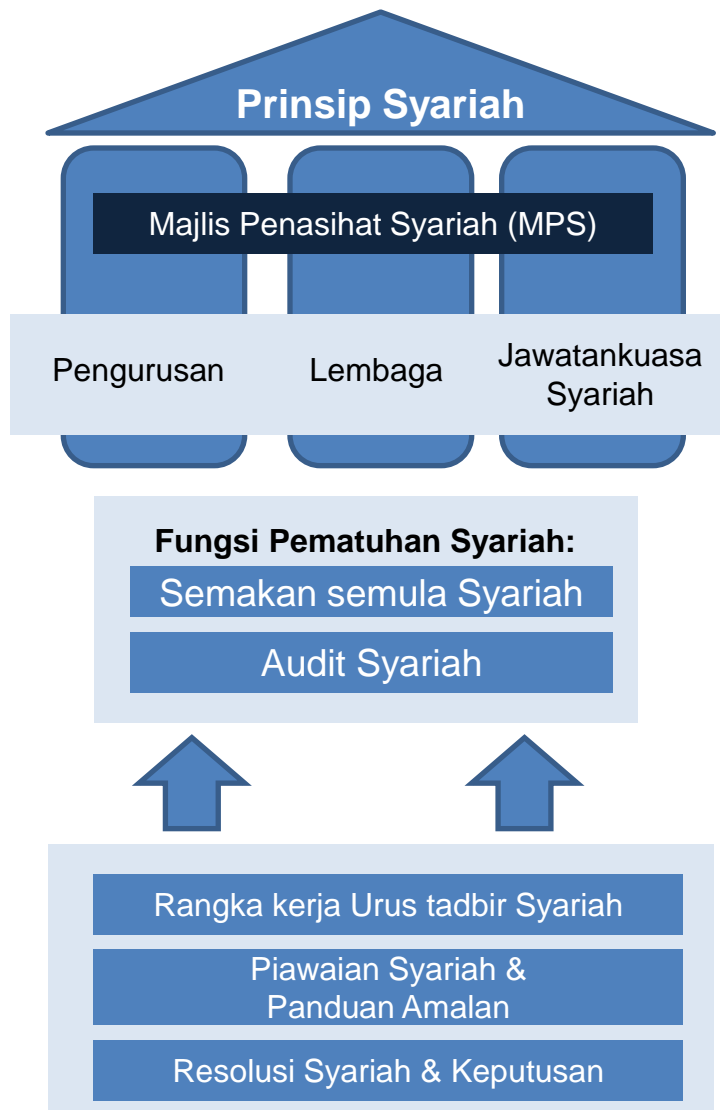 Prinsip Syariah
Majlis Penasihat Syariah (MPS)
Pengurusan
Lembaga
Jawatankuasa
Syariah
Fungsi Pematuhan Syariah:
Semakan semula Syariah
Audit Syariah
Rangka kerja Urus tadbir Syariah
Piawaian Syariah &
Panduan Amalan
Resolusi Syariah & Keputusan